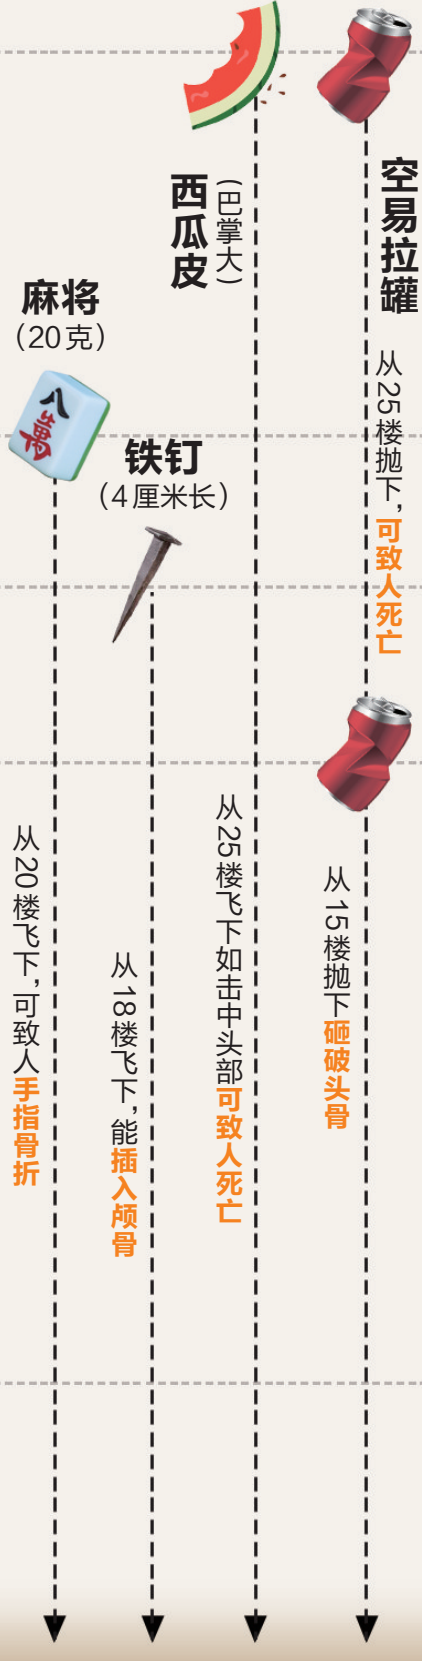 空易拉罐
从25楼抛下，可致人死亡
从15楼抛下砸破头骨
西瓜皮
（巴掌大）
从25楼飞下如击中头部可致人死亡
铁钉
（4厘米长）
从18楼飞下，能插入颅骨
麻将
（20克）
八萬
从20楼飞下，可致人手指骨折